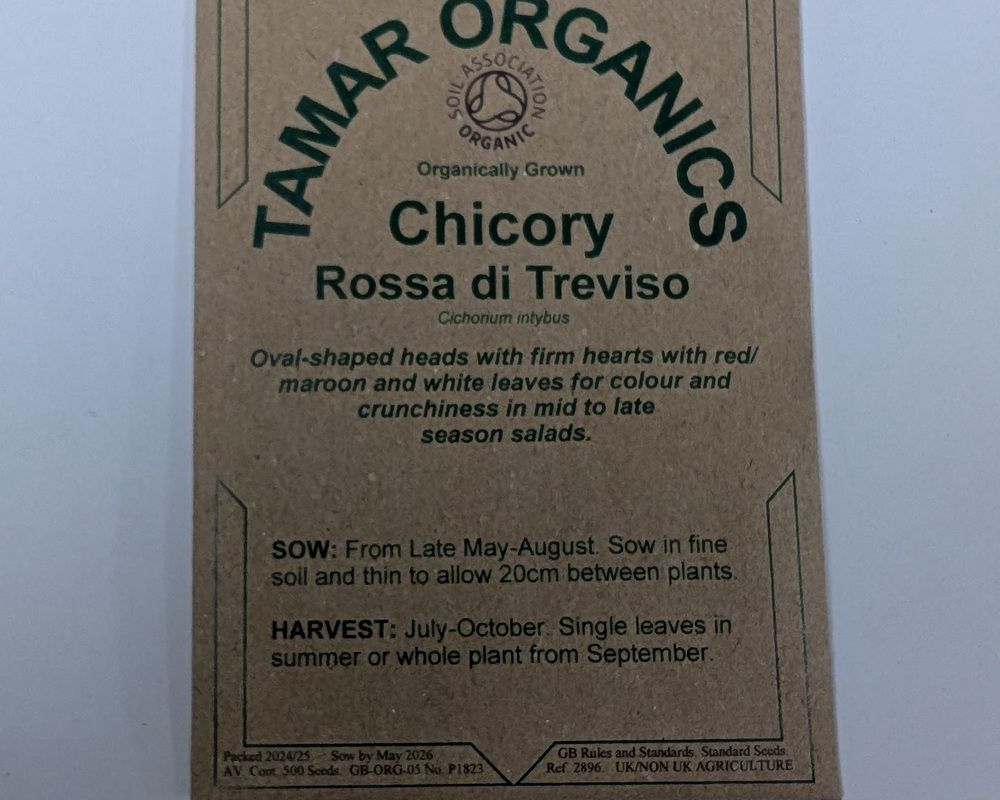 TAMAR ORGANICS
SOIL ASSOCIATION
ORGANIC
Organically Grown
Chicory
Rossa di Treviso
Cichorium intybus
Oval-shaped heads with firm hearts with red/
maroon and white leaves for colour and
crunchiness in mid to late
season salads.
SOW: From Late May-August. Sow in fine
soil and thin to allow 20cm between plants.
HARVEST: July-October. Single leaves in
summer or whole plant from September.
Packed 2024/25 Sow by May 2026
AV. Cont. 500 Seeds. GB-ORG-05 No. P1823
GB Rules and Standards. Standard Seeds.
Ref. 2896. UK/NON UK AGRICULTURE